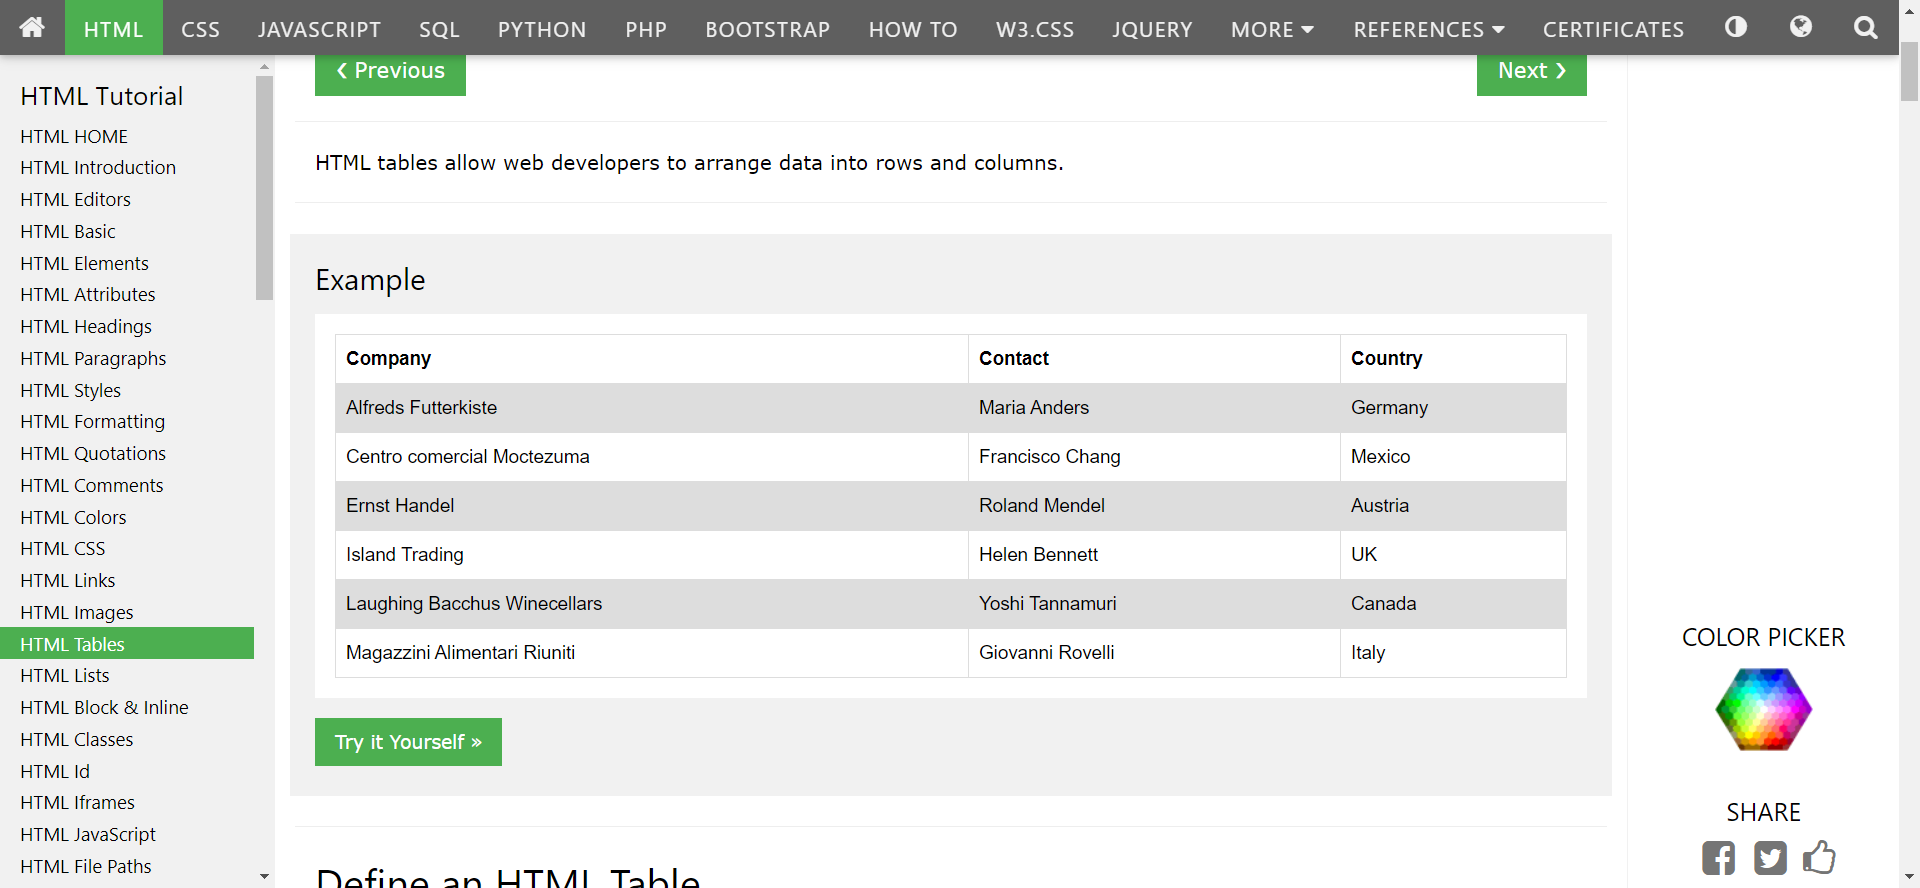 HTML CSS JAVASCRIPT SQL PYTHON PHP BOOTSTRAP HOW TO W3.CSS JQUERY MORE REFERENCES CERTIFICATES
HTML Tutorial
HTML HOME
HTML Introduction
HTML Editors
HTML Basic
HTML Elements
HTML Attributes
HTML Headings
HTML Paragraphs
HTML Styles
HTML Formatting
HTML Quotations
HTML Comments
HTML Colors
HTML CSS
HTML Links
HTML Images
HTML Tables
HTML Lists
HTML Block & Inline
HTML Classes
HTML Id
HTML Iframes
HTML JavaScript
HTML File Paths
❮ Previous Next ❯
HTML tables allow web developers to arrange data into rows and columns.
Example
Company Contact Country
Alfreds Futterkiste Maria Anders Germany
Centro comercial Moctezuma Francisco Chang Mexico
Ernst Handel Roland Mendel Austria
Island Trading Helen Bennett UK
Laughing Bacchus Winecellars Yoshi Tannamuri Canada
Magazzini Alimentari Riuniti Giovanni Rovelli Italy
Try it Yourself »
Define an HTML Table
COLOR PICKER
SHARE